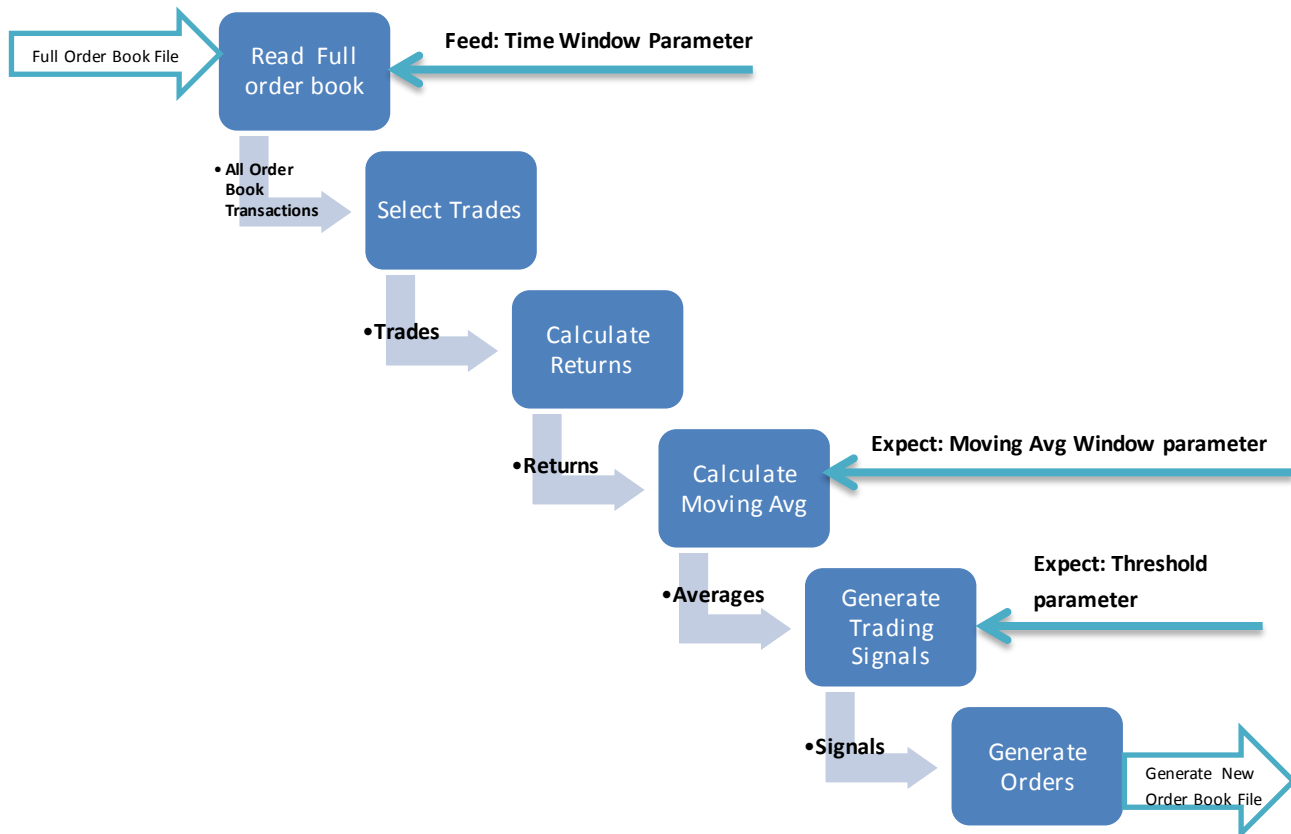 Full Order Book File
Read Full
order book
Feed: Time Window Parameter
• All Order
Book
Transactions
Select Trades
•Trades
Calculate
Returns
•Returns
Calculate
Moving Avg
Expect: Moving Avg Window parameter
•Averages
Generate
Trading
Signals
Expect: Threshold
parameter
•Signals
Generate
Orders
Generate New
Order Book File